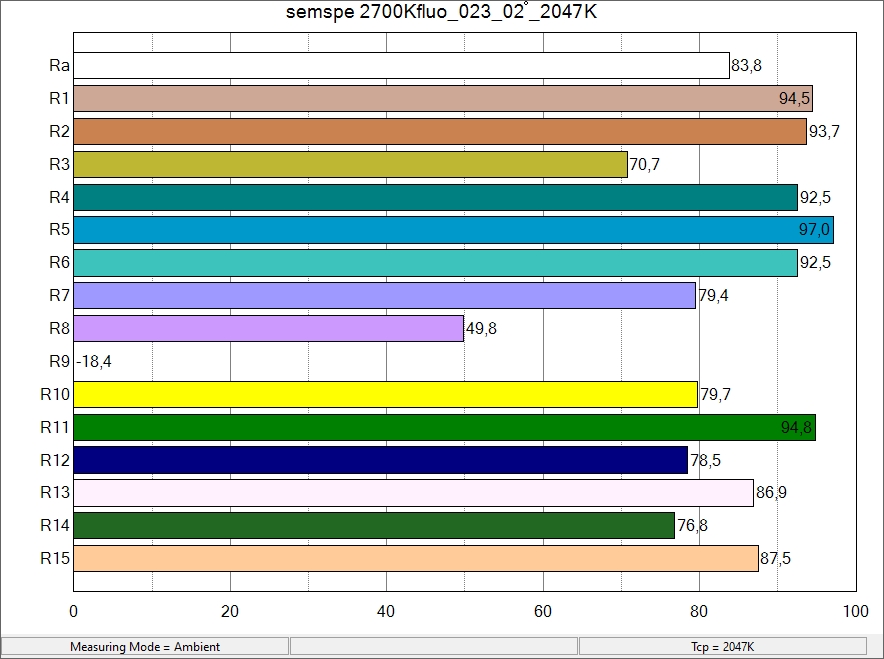 semspe 2700Kfluo_023_02°_2047K
Ra 83,8
R1 94,5
R2 93,7
R3 70,7
R4 92,5
R5 97,0
R6 92,5
R7 79,4
R8 49,8
R9 -18,4
R10 79,7
R11 94,8
R12 78,5
R13 86,9
R14 76,8
R15 87,5
0 20 40 60 80 100
Measuring Mode = Ambient Tcp = 2047K